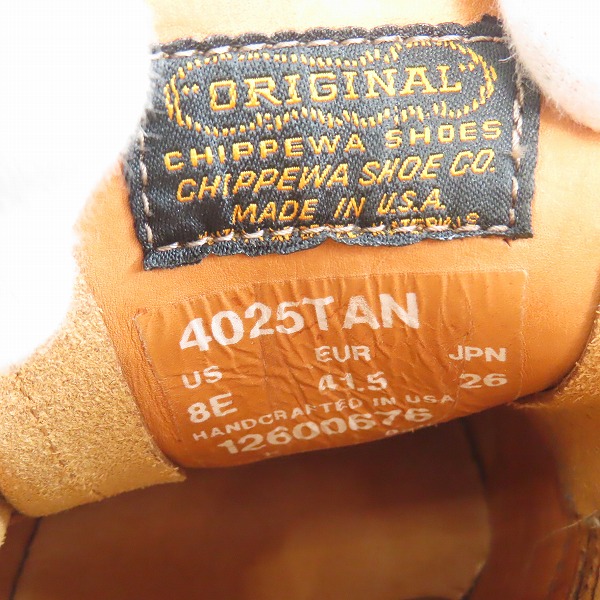 "ORIGINAL"
CHIPPEWA SHOES
CHIPPEWA SHOE CO.
MADE IN U.S.A.
4025TAN
US EUR JPN
8E 41.5 26
HANDCRAFTED IN USA
12600676